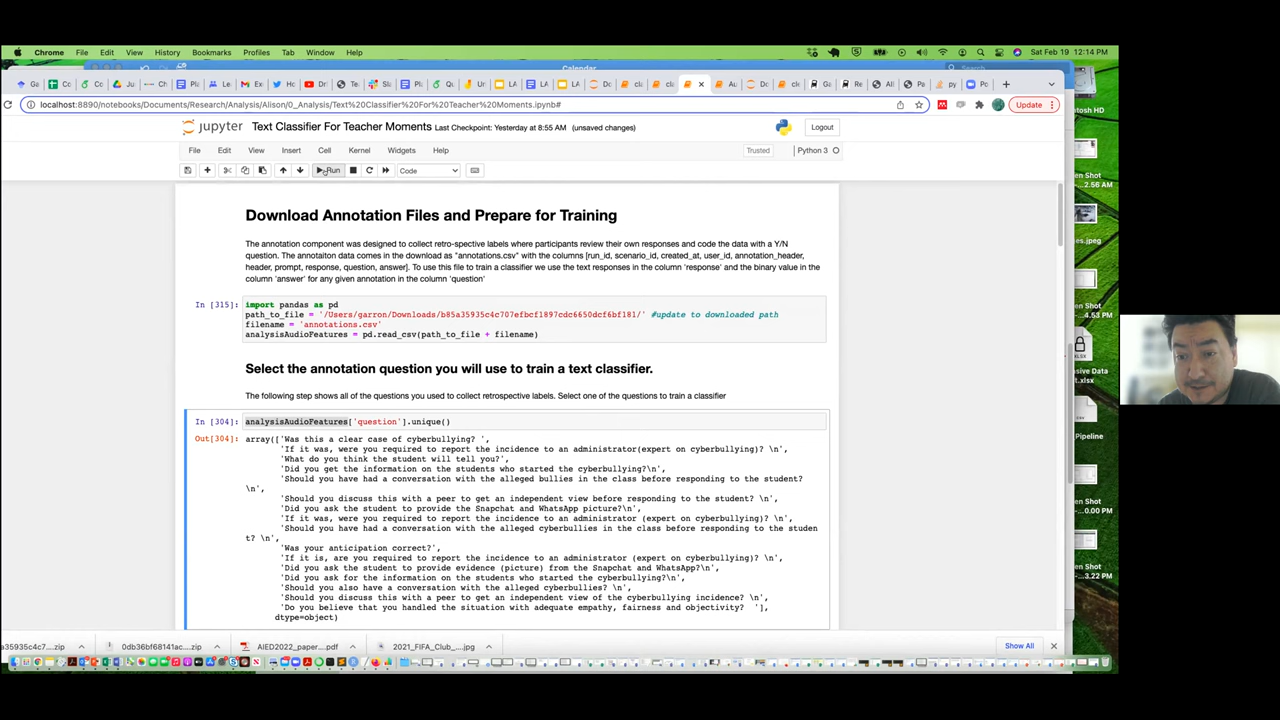 Chrome File Edit View History Bookmarks Profiles Tab Window Help Sat Feb 19 12:14 PM
Calendar Search
localhost:8890/notebooks/Documents/Research/Analysis/Alison/0_Analysis/Text%20Classifier%20For%20Teacher%20Moments.ipynb# Update
jupyter Text Classifier For Teacher Moments Last Checkpoint: Yesterday at 8:55 AM (unsaved changes) Logout
File Edit View Insert Cell Kernel Widgets Help Trusted Python 3
Run Code
Download Annotation Files and Prepare for Training
The annotation component was designed to collect retro-spective labels where participants review their own responses and code the data with a Y/N
question. The annotaiton data comes in the download as "annotations.csv" with the columns [run_id, scenario_id, created_at, user_id, annotation_header,
header, prompt, response, question, answer]. To use this file to train a classifier we use the text responses in the column 'response' and the binary value in the
column 'answer' for any given annotation in the column 'question'
In [315]: import pandas as pd
path_to_file = '/Users/garron/Downloads/b85a35935c4c707efbcf1897cdc6650dcf6bf181/' #update to downloaded path
filename = 'annotations.csv'
analysisAudioFeatures = pd.read_csv(path_to_file + filename)
Select the annotation question you will use to train a text classifier.
The following step shows all of the questions you used to collect retrospective labels. Select one of the questions to train a classifier
In [304]: analysisAudioFeatures['question'].unique()
Out[304]: array(['Was this a clear case of cyberbullying? ',
'If it was, were you required to report the incidence to an administrator(expert on cyberbullying)? \n',
'What do you think the student will tell you?',
'Did you get the information on the students who started the cyberbullying?\n',
'Should you have had a conversation with the alleged bullies in the class before responding to the student?
\n',
'Should you discuss this with a peer to get an independent view before responding to the student? \n',
'Did you ask the student to provide the Snapchat and WhatsApp picture?\n',
'If it was, were you required to report the incidence to an administrator (expert on cyberbullying)? \n',
'Should you have had a conversation with the alleged cyberbullies in the class before responding to the studen
t? \n',
'Was your anticipation correct?',
'If it is, are you required to report the incidence to an administrator (expert on cyberbullying)? \n',
'Did you ask the student to provide evidence (picture) from the Snapchat and WhatsApp?\n',
'Did you ask for the information on the students who started the cyberbullying?\n',
'Should you also have a conversation with the alleged cyberbullies? \n',
'Should you discuss this with a peer to get an independent view of the cyberbullying incidence? \n',
'Do you believe that you handled the situation with adequate empathy, fairness and objectivity? '],
dtype=object)
a35935c....zip 0db36bf68141ac....zip AIED2022_paper....pdf 2021_FIFA_Club_....jpg Show All